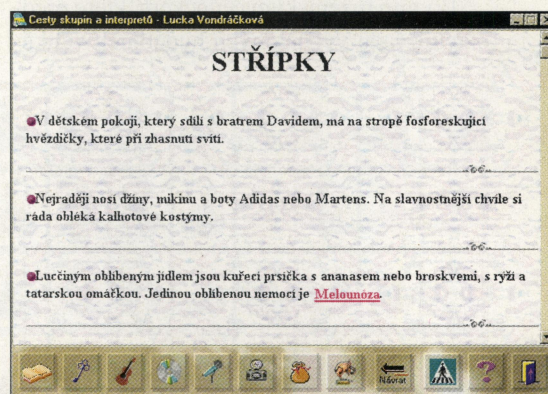 Cesty skupin a interpretů - Lucka Vondráčková
STŘÍPKY
V dětském pokoji, který sdílí s bratrem Davidem, má na stropě fosforeskující
hvězdičky, které při zhasnutí svítí.
Nejraději nosí džíny, mikinu a boty Adidas nebo Martens. Na slavnostnější chvíle si
ráda obléká kalhotové kostýmy.
Lucčiným oblíbeným jídlem jsou kuřecí prsíčka s ananasem nebo broskvemi, s rýží a
tatarskou omáčkou. Jedinou oblíbenou nemocí je Melounóza.
Návrat